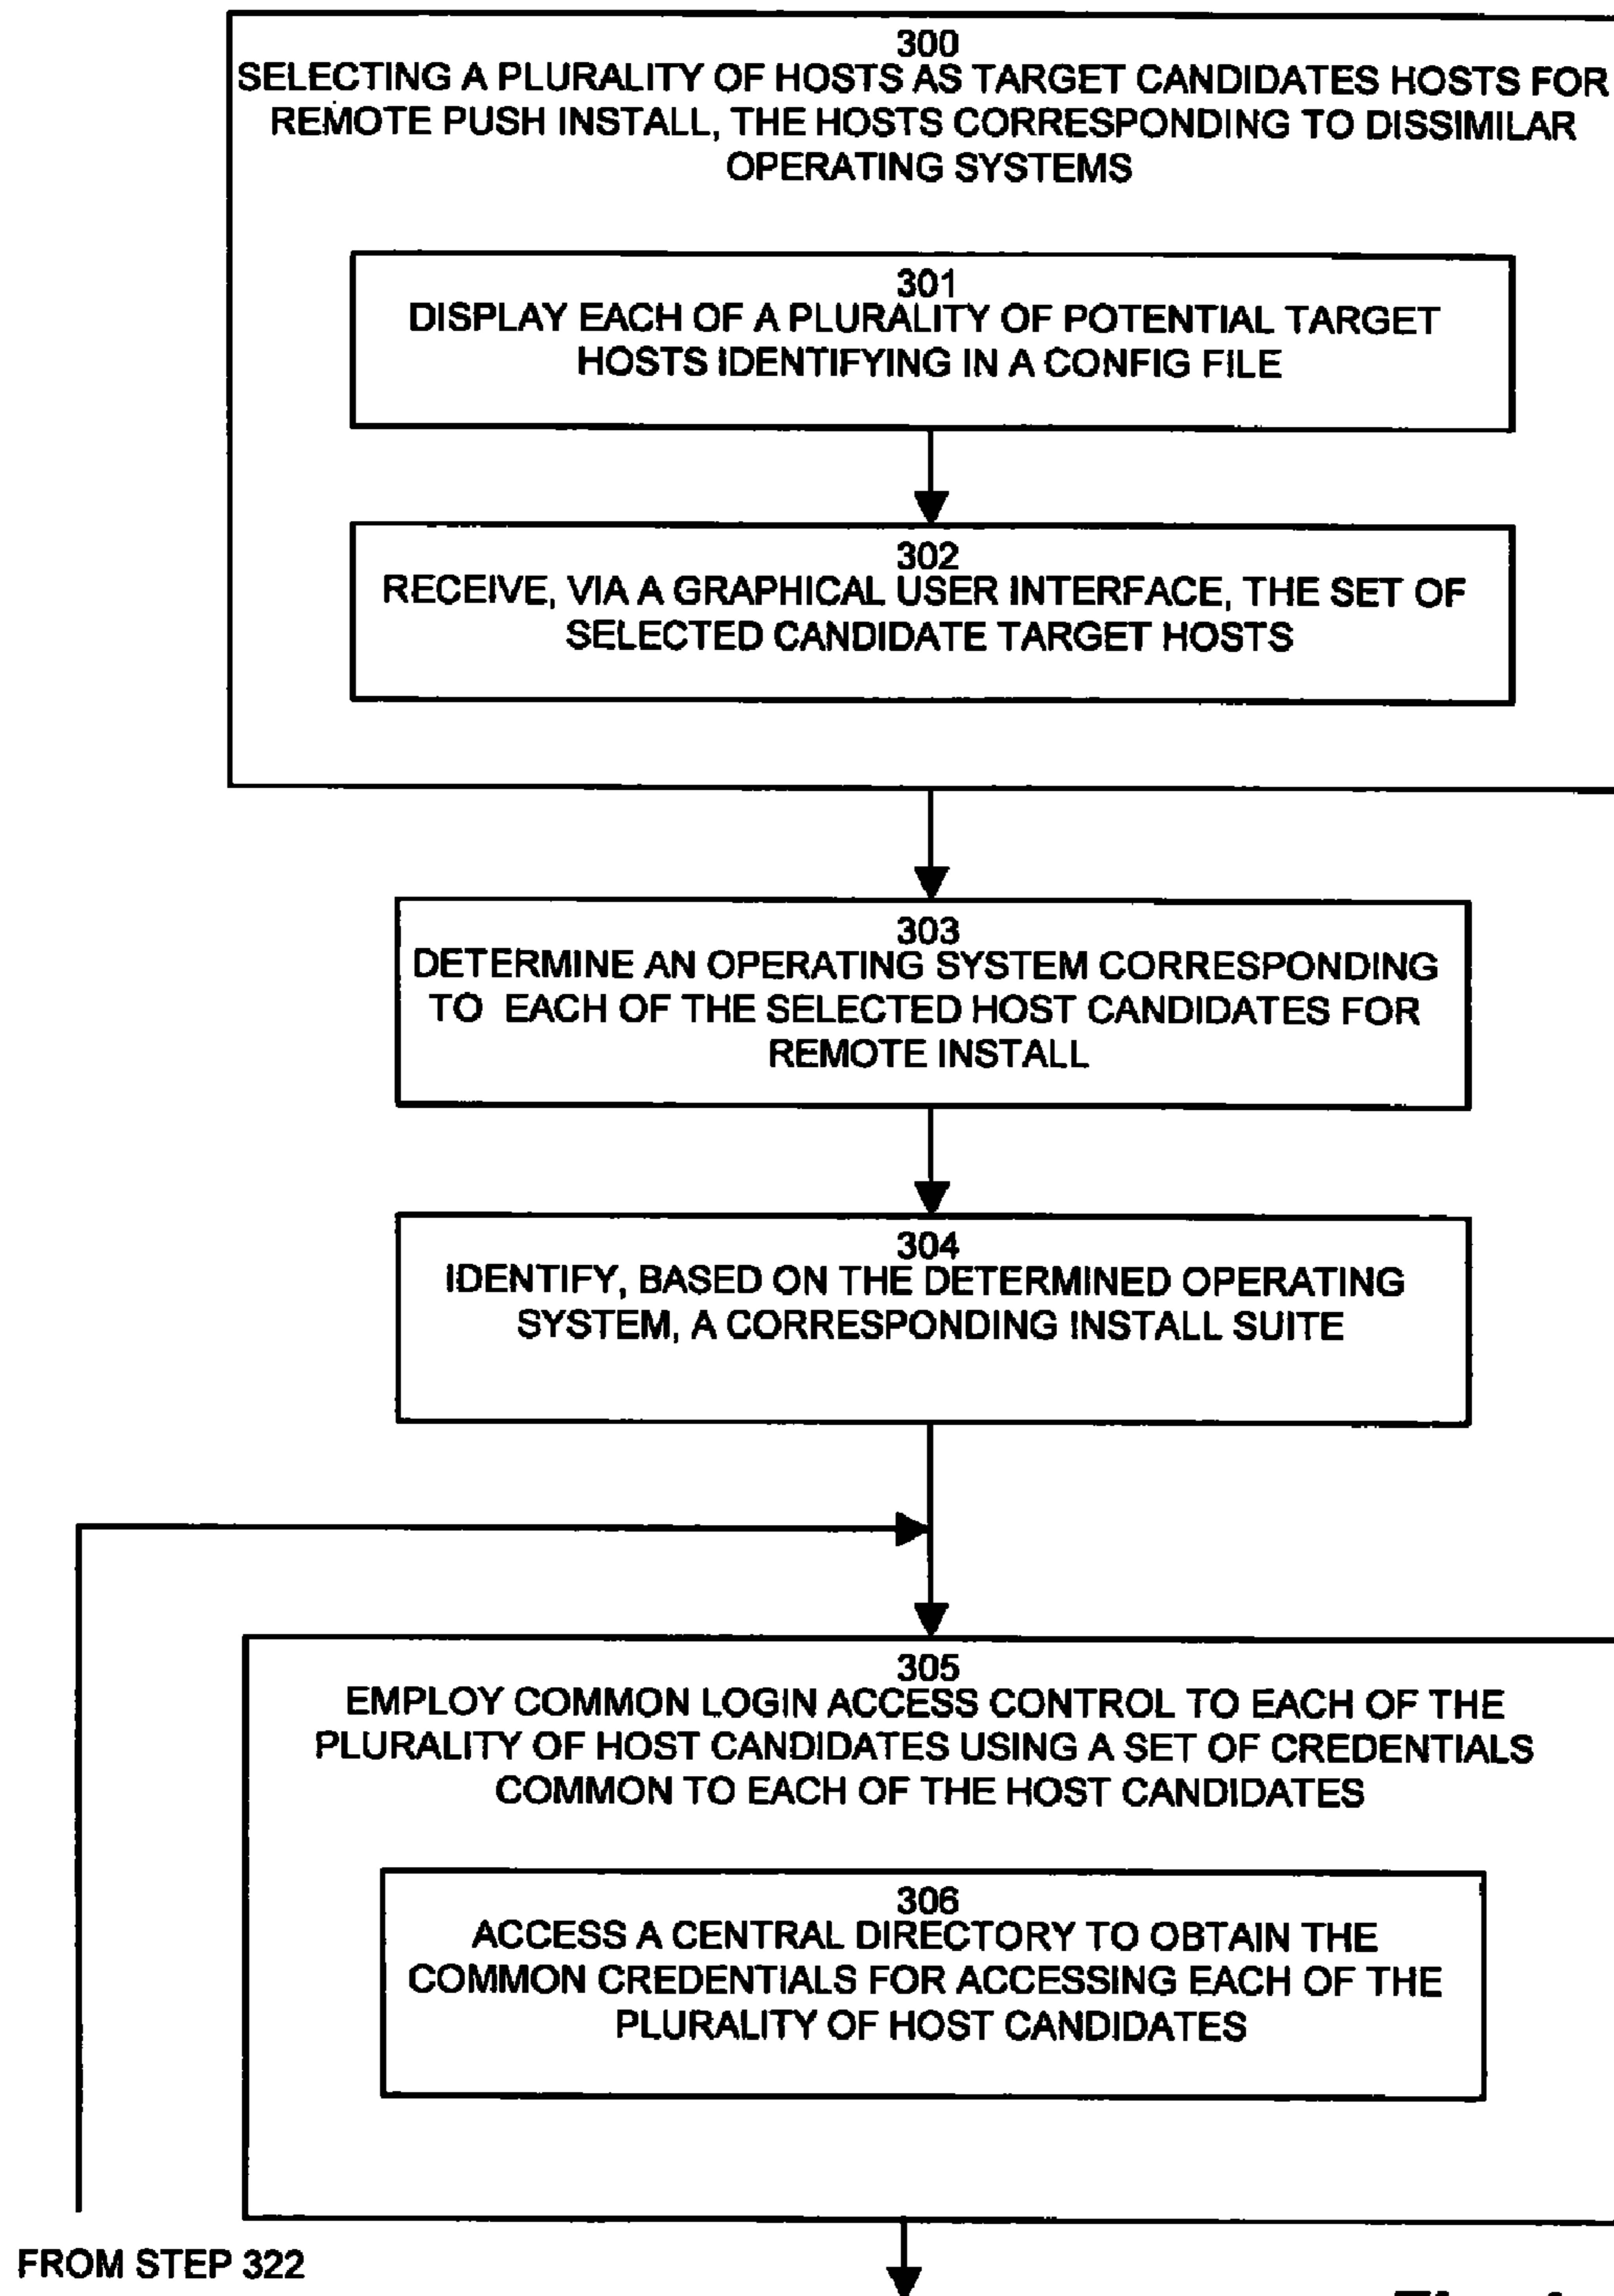 300
SELECTING A PLURALITY OF HOSTS AS TARGET CANDIDATES HOSTS FOR
REMOTE PUSH INSTALL, THE HOSTS CORRESPONDING TO DISSIMILAR
OPERATING SYSTEMS
301
DISPLAY EACH OF A PLURALITY OF POTENTIAL TARGET
HOSTS IDENTIFYING IN A CONFIG FILE
302
RECEIVE, VIA A GRAPHICAL USER INTERFACE, THE SET OF
SELECTED CANDIDATE TARGET HOSTS
303
DETERMINE AN OPERATING SYSTEM CORRESPONDING
TO EACH OF THE SELECTED HOST CANDIDATES FOR
REMOTE INSTALL
304
IDENTIFY, BASED ON THE DETERMINED OPERATING
SYSTEM, A CORRESPONDING INSTALL SUITE
305
EMPLOY COMMON LOGIN ACCESS CONTROL TO EACH OF THE
PLURALITY OF HOST CANDIDATES USING A SET OF CREDENTIALS
COMMON TO EACH OF THE HOST CANDIDATES
306
ACCESS A CENTRAL DIRECTORY TO OBTAIN THE
COMMON CREDENTIALS FOR ACCESSING EACH OF THE
PLURALITY OF HOST CANDIDATES
FROM STEP 322